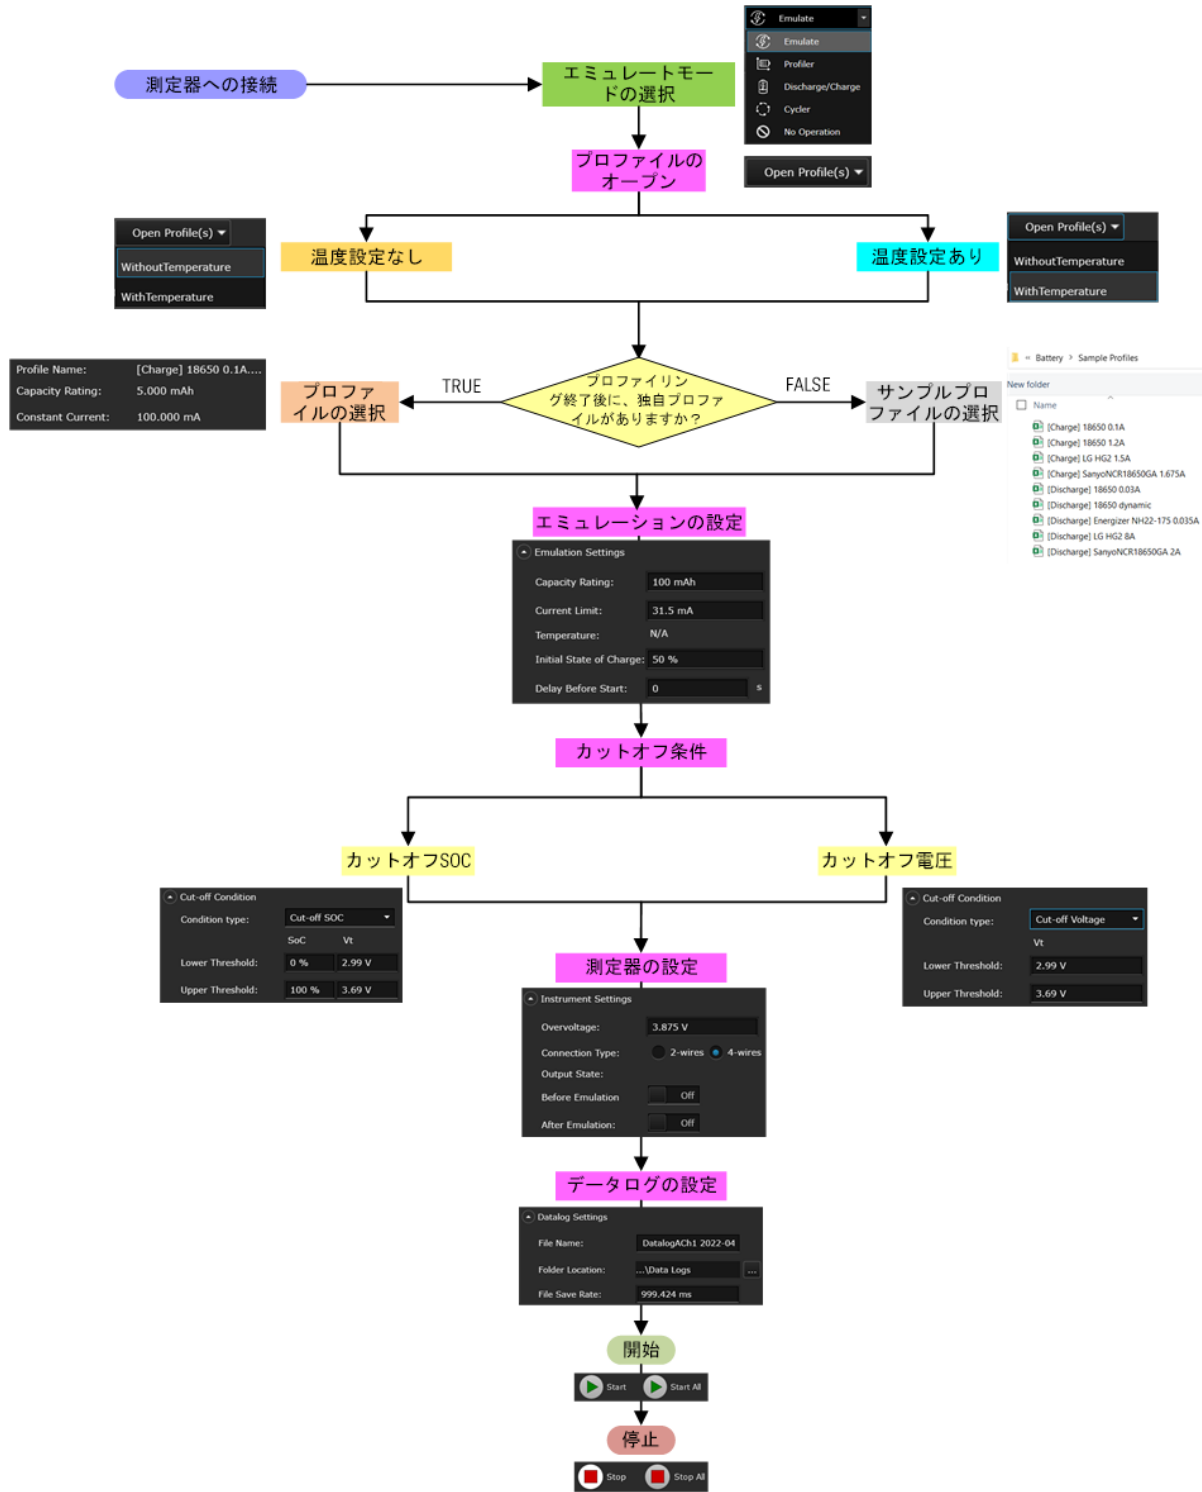 Emulate
Emulate
Profiler
Discharge/Charge
Cycler
No Operation
測定器への接続
エミュレートモー
ドの選択
プロファイルの
オープン
Open Profile(s)
Open Profile(s)
WithoutTemperature
WithTemperature
温度設定なし
温度設定あり
Open Profile(s)
WithoutTemperature
WithTemperature
Profile Name: [Charge] 18650 0.1A....
Capacity Rating: 5.000 mAh
Constant Current: 100.000 mA
プロファ
イルの選択
TRUE
プロファイリン
グ終了後に、独自プロファ
イルがありますか？
FALSE
サンプルプロ
ファイルの選択
« Battery > Sample Profiles
New folder
Name
[Charge] 18650 0.1A
[Charge] 18650 1.2A
[Charge] LG HG2 1.5A
[Charge] SanyoNCR18650GA 1.675A
[Discharge] 18650 0.03A
[Discharge] 18650 dynamic
[Discharge] Energizer NH22-175 0.035A
[Discharge] LG HG2 8A
[Discharge] SanyoNCR18650GA 2A
エミュレーションの設定
Emulation Settings
Capacity Rating: 100 mAh
Current Limit: 31.5 mA
Temperature: N/A
Initial State of Charge: 50 %
Delay Before Start: 0 s
カットオフ条件
カットオフSOC
カットオフ電圧
Cut-off Condition
Condition type: Cut-off SOC
SoC Vt
Lower Threshold: 0 % 2.99 V
Upper Threshold: 100 % 3.69 V
Cut-off Condition
Condition type: Cut-off Voltage
Vt
Lower Threshold: 2.99 V
Upper Threshold: 3.69 V
測定器の設定
Instrument Settings
Overvoltage: 3.875 V
Connection Type: 2-wires 4-wires
Output State:
Before Emulation Off
After Emulation: Off
データログの設定
Datalog Settings
File Name: DatalogACh1 2022-04
Folder Location: ...\Data Logs ...
File Save Rate: 999.424 ms
開始
Start Start All
停止
Stop Stop All